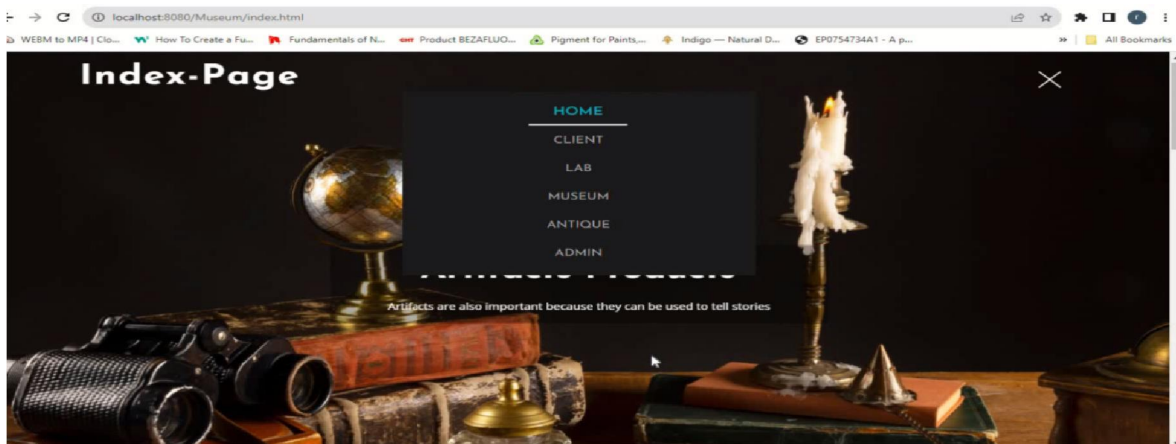 localhost:8080/Museum/index.html
WEBM to MP4 | Clo... How To Create a Fu... Fundamentals of N... Product BEZAFLUO... Pigment for Paints,... Indigo — Natural D... EP0754734A1 - A p... » All Bookmarks
Index-Page
HOME
CLIENT
LAB
MUSEUM
ANTIQUE
ADMIN
Artifacts are also important because they can be used to tell stories